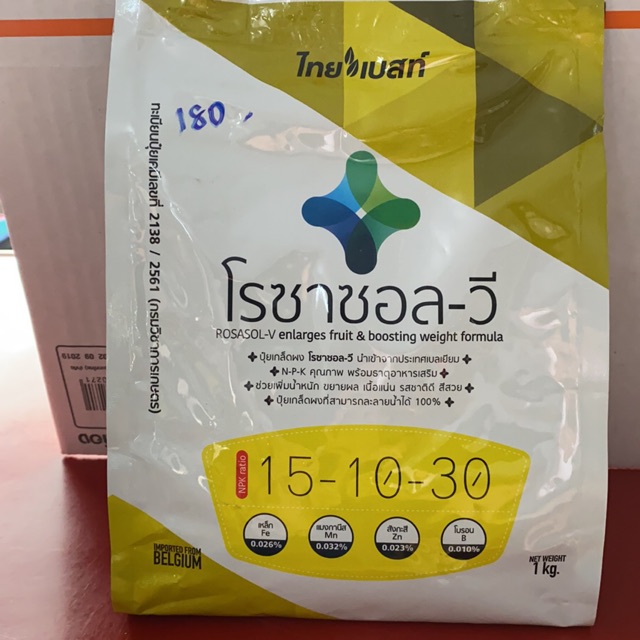 ไทยเบสท์
180.-
ทะเบียนปุ๋ยเคมีเลขที่ 2138 / 2561 (กรมวิชาการเกษตร)
โรซาซอล-วี
ROSASOL-V enlarges fruit & boosting weight formula
ปุ๋ยเกล็ดผง โรซาซอล-วี นำเข้าจากประเทศเบลเยียม
N-P-K คุณภาพ พร้อมธาตุอาหารเสริม
ช่วยเพิ่มน้ำหนัก ขยายผล เนื้อแน่น รสชาติดี สีสวย
ปุ๋ยเกล็ดผงที่สามารถละลายน้ำได้ 100%
NPK ratio
15-10-30
เหล็ก
Fe
0.026%
แมงกานีส
Mn
0.032%
สังกะสี
Zn
0.023%
โบรอน
B
0.010%
IMPORTED FROM
BELGIUM
NET WEIGHT
1 kg.
02 09 2019